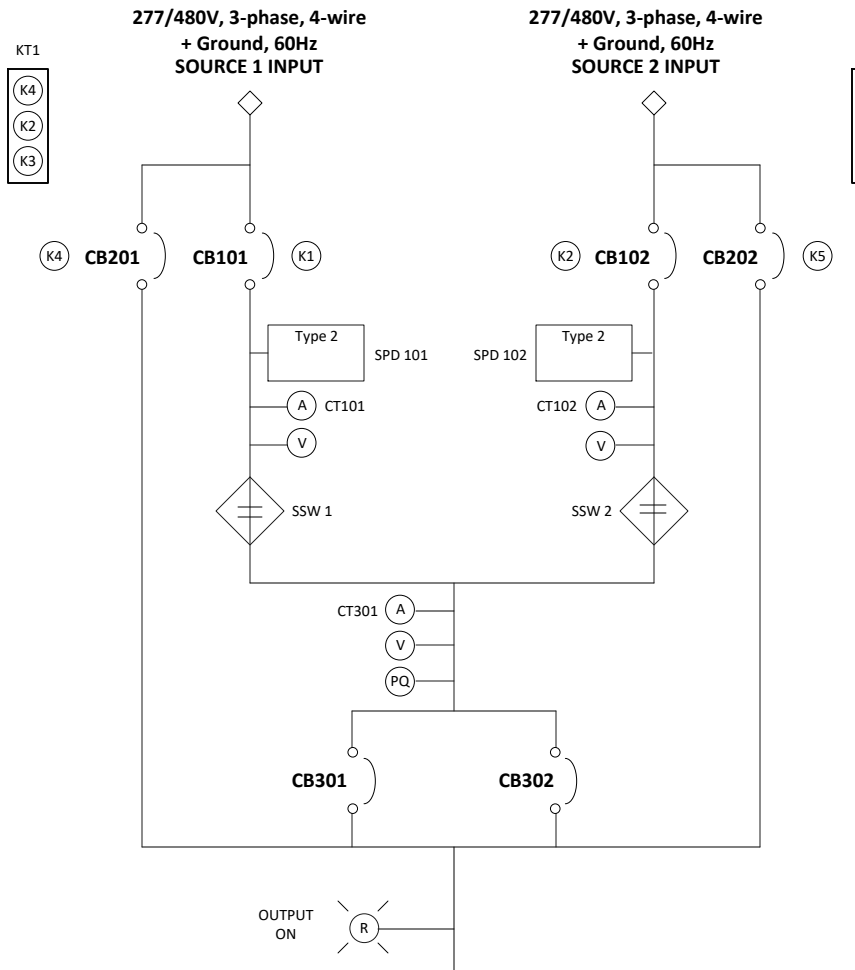 277/480V, 3-phase, 4-wire
+ Ground, 60Hz
SOURCE 1 INPUT
277/480V, 3-phase, 4-wire
+ Ground, 60Hz
SOURCE 2 INPUT
KT1
K4
K2
K3
K4
CB201
CB101
K1
K2
CB102
CB202
K5
Type 2
SPD 101
SPD 102
Type 2
A
CT101
CT102
A
V
V
SSW 1
SSW 2
CT301
A
V
PQ
CB301
CB302
OUTPUT
ON
R